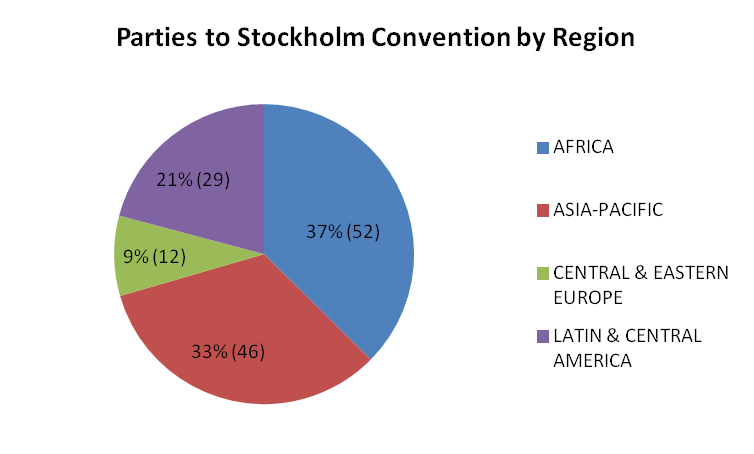 Parties to Stockholm Convention by Region
21% (29)
37% (52)
9% (12)
33% (46)
AFRICA
ASIA-PACIFIC
CENTRAL & EASTERN
EUROPE
LATIN & CENTRAL
AMERICA